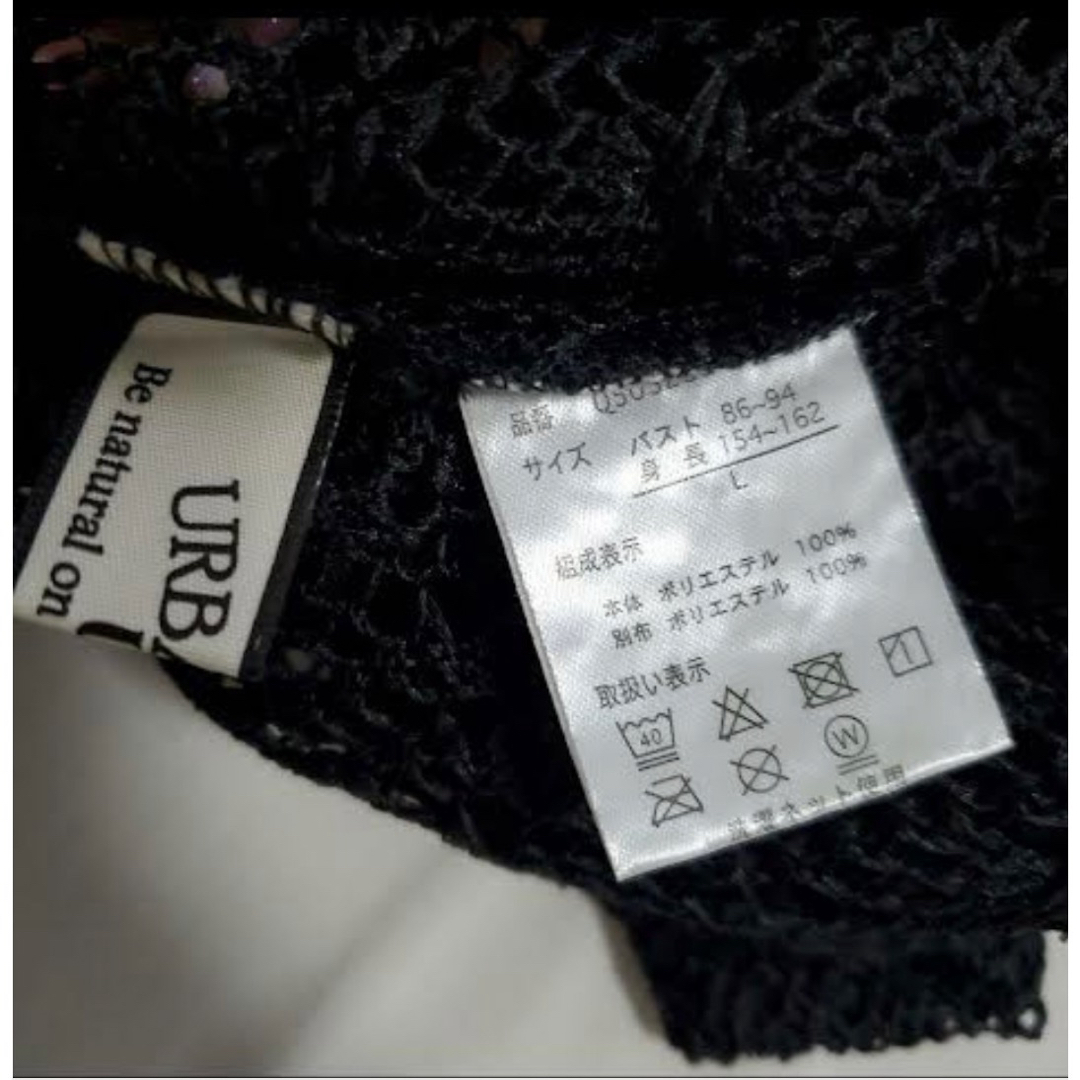 URBA
Be natural on
品番
サイズ バスト 86~94
身 長 154~162
L
組成表示
本体 ポリエステル 100%
別布 ポリエステル 100%
取扱い表示
40
1
W
洗濯ネット使用